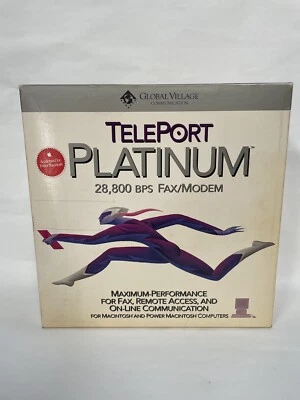 GLOBAL VILLAGE
COMMUNICATION
TELEPORT
PLATINUM™
28,800 BPS FAX/MODEM
MAXIMUM-PERFORMANCE
FOR FAX, REMOTE ACCESS, AND
ON-LINE COMMUNICATION
FOR MACINTOSH AND POWER MACINTOSH COMPUTERS